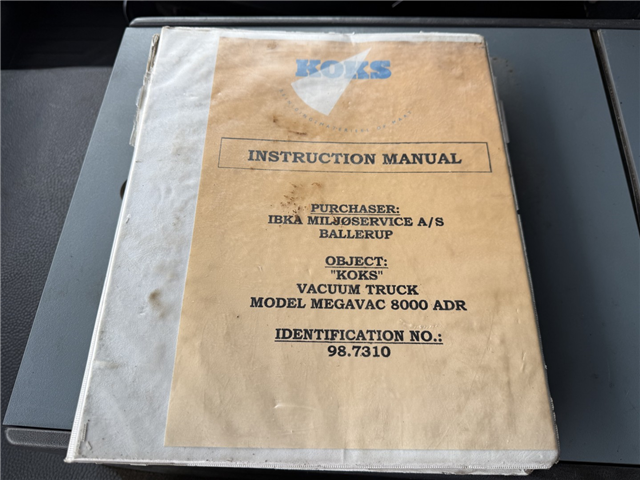 KOKS
INSTRUCTION MANUAL
PURCHASER:
IBKA MILJØSERVICE A/S
BALLERUP
OBJECT:
"KOKS"
VACUUM TRUCK
MODEL MEGAVAC 8000 ADR
IDENTIFICATION NO.:
98.7310